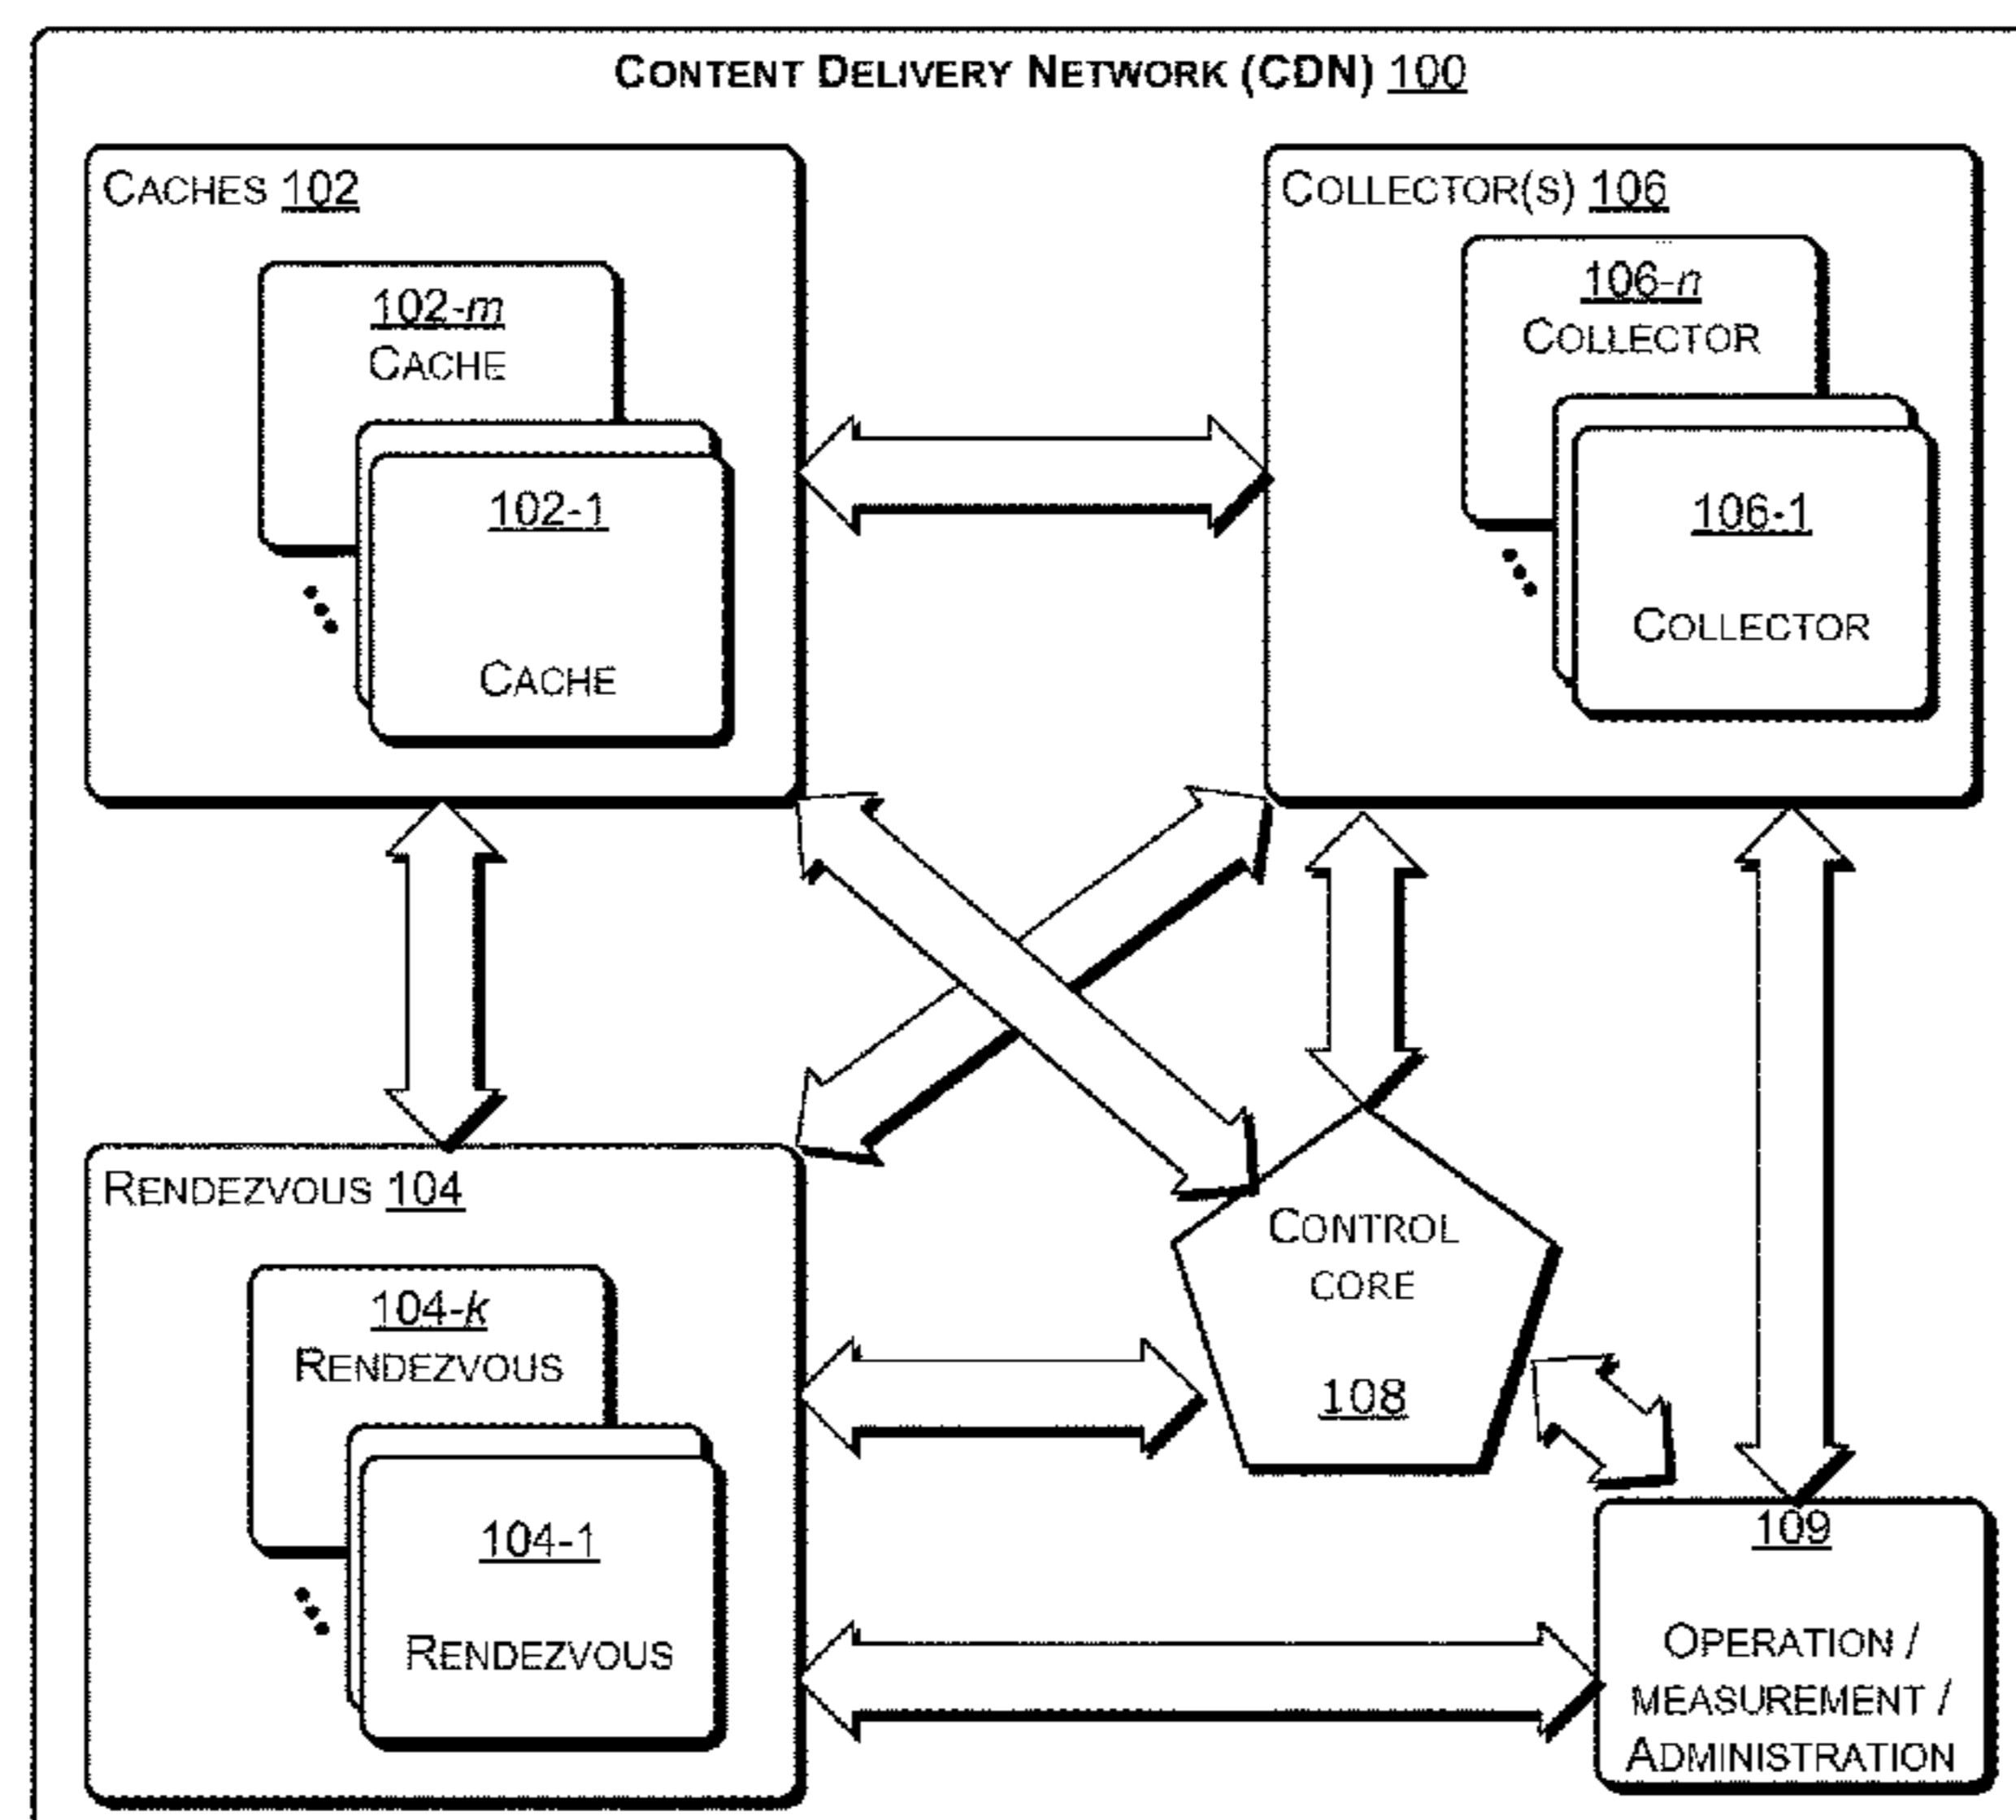 CONTENT DELIVERY NETWORK (CDN) 100
CACHES 102
102-m
CACHE
102-1
CACHE
COLLECTOR(S) 106
106-n
COLLECTOR
106-1
COLLECTOR
RENDEZVOUS 104
104-k
RENDEZVOUS
104-1
RENDEZVOUS
CONTROL
CORE
108
109
OPERATION /
MEASUREMENT /
ADMINISTRATION